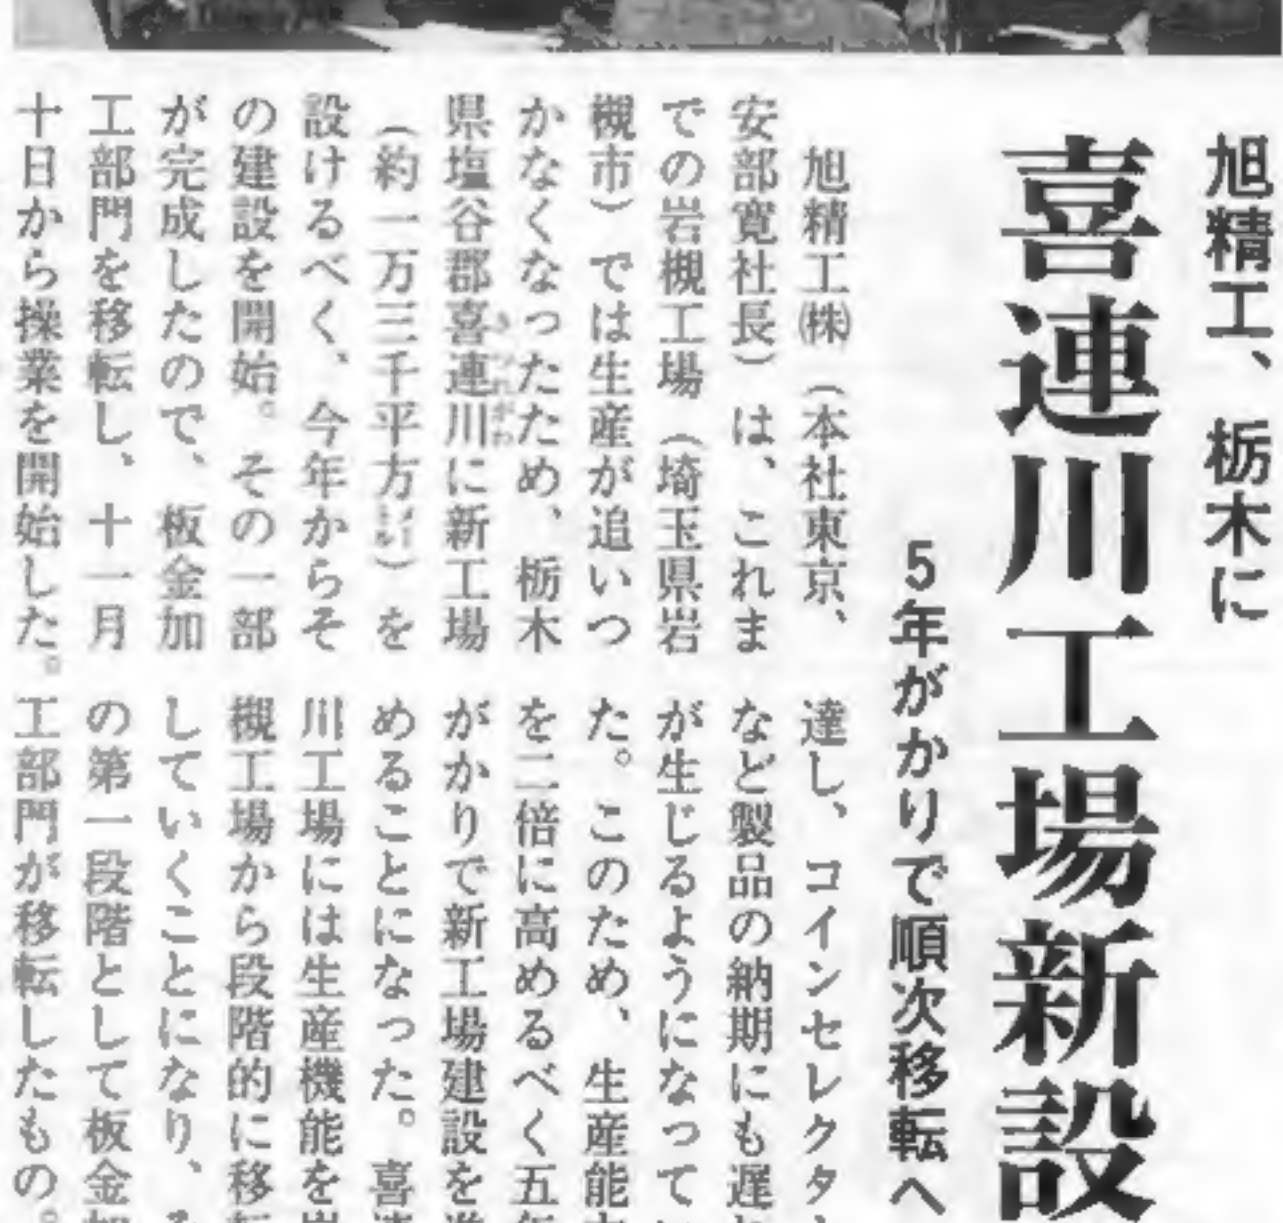 旭精工、栃木に
喜連川工場新設
5年がかりで順次移転へ
旭精工㈱（本社東京、
安部寛社長）は、これま
での岩槻工場（埼玉県岩
槻市）では生産が追いつ
かなくなったため、栃木
県塩谷郡喜連川に新工場
（約一万三千平方㍍）を
設けるべく、今年からそ
の建設を開始。その一部
が完成したので、板金加
工部門を移転し、十一月
十日から操業を開始した。
達し、コインセレクタ
など製品の納期にも遅
が生じるようになって
た。このため、生産能
を二倍に高めるべく五
がかりで新工場建設を
めることになった。喜
川工場には生産機能を
槻工場から段階的に移
していくことになり、
の第一段階として板金
工部門が移転したもの。